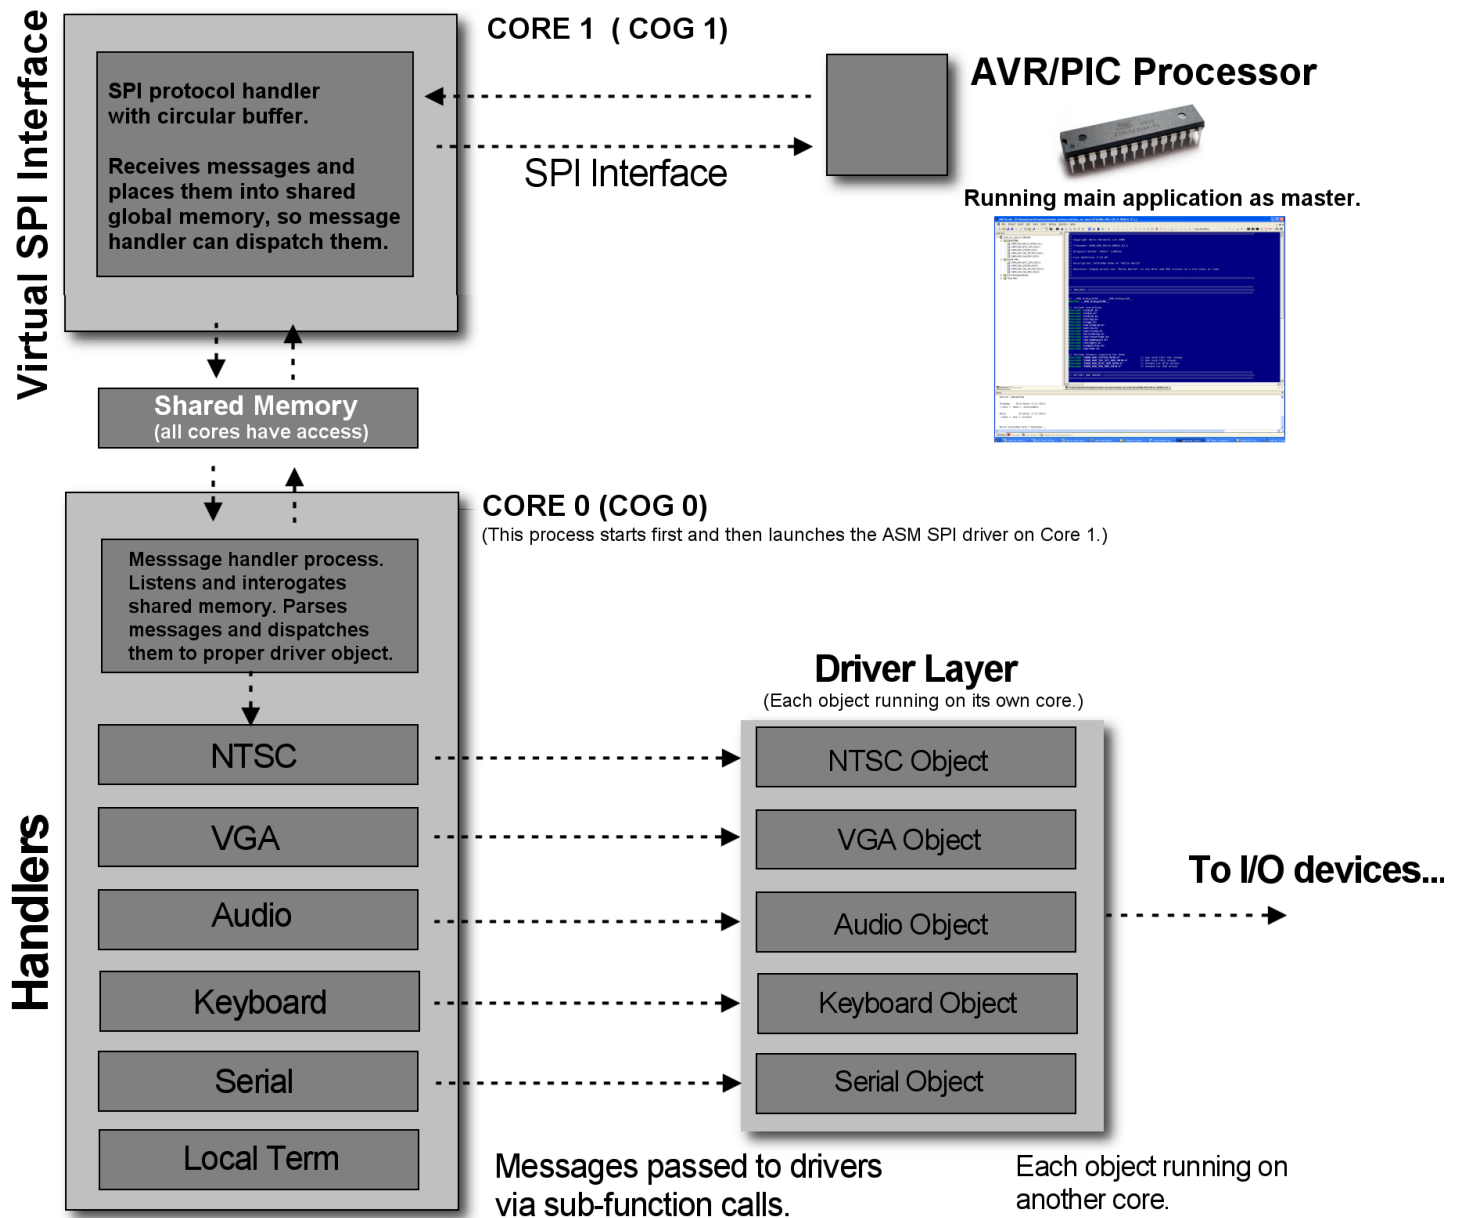 Virtual SPI Interface
CORE 1 ( COG 1)
SPI protocol handler
with circular buffer.
Receives messages and
places them into shared
global memory, so message
handler can dispatch them.
SPI Interface
AVR/PIC Processor
Running main application as master.
Shared Memory
(all cores have access)
CORE 0 (COG 0)
(This process starts first and then launches the ASM SPI driver on Core 1.)
Messsage handler process.
Listens and interogates
shared memory. Parses
messages and dispatches
them to proper driver object.
Handlers
NTSC
VGA
Audio
Keyboard
Serial
Local Term
Driver Layer
(Each object running on its own core.)
NTSC Object
VGA Object
Audio Object
Keyboard Object
Serial Object
To I/O devices...
Messages passed to drivers
via sub-function calls.
Each object running on
another core.